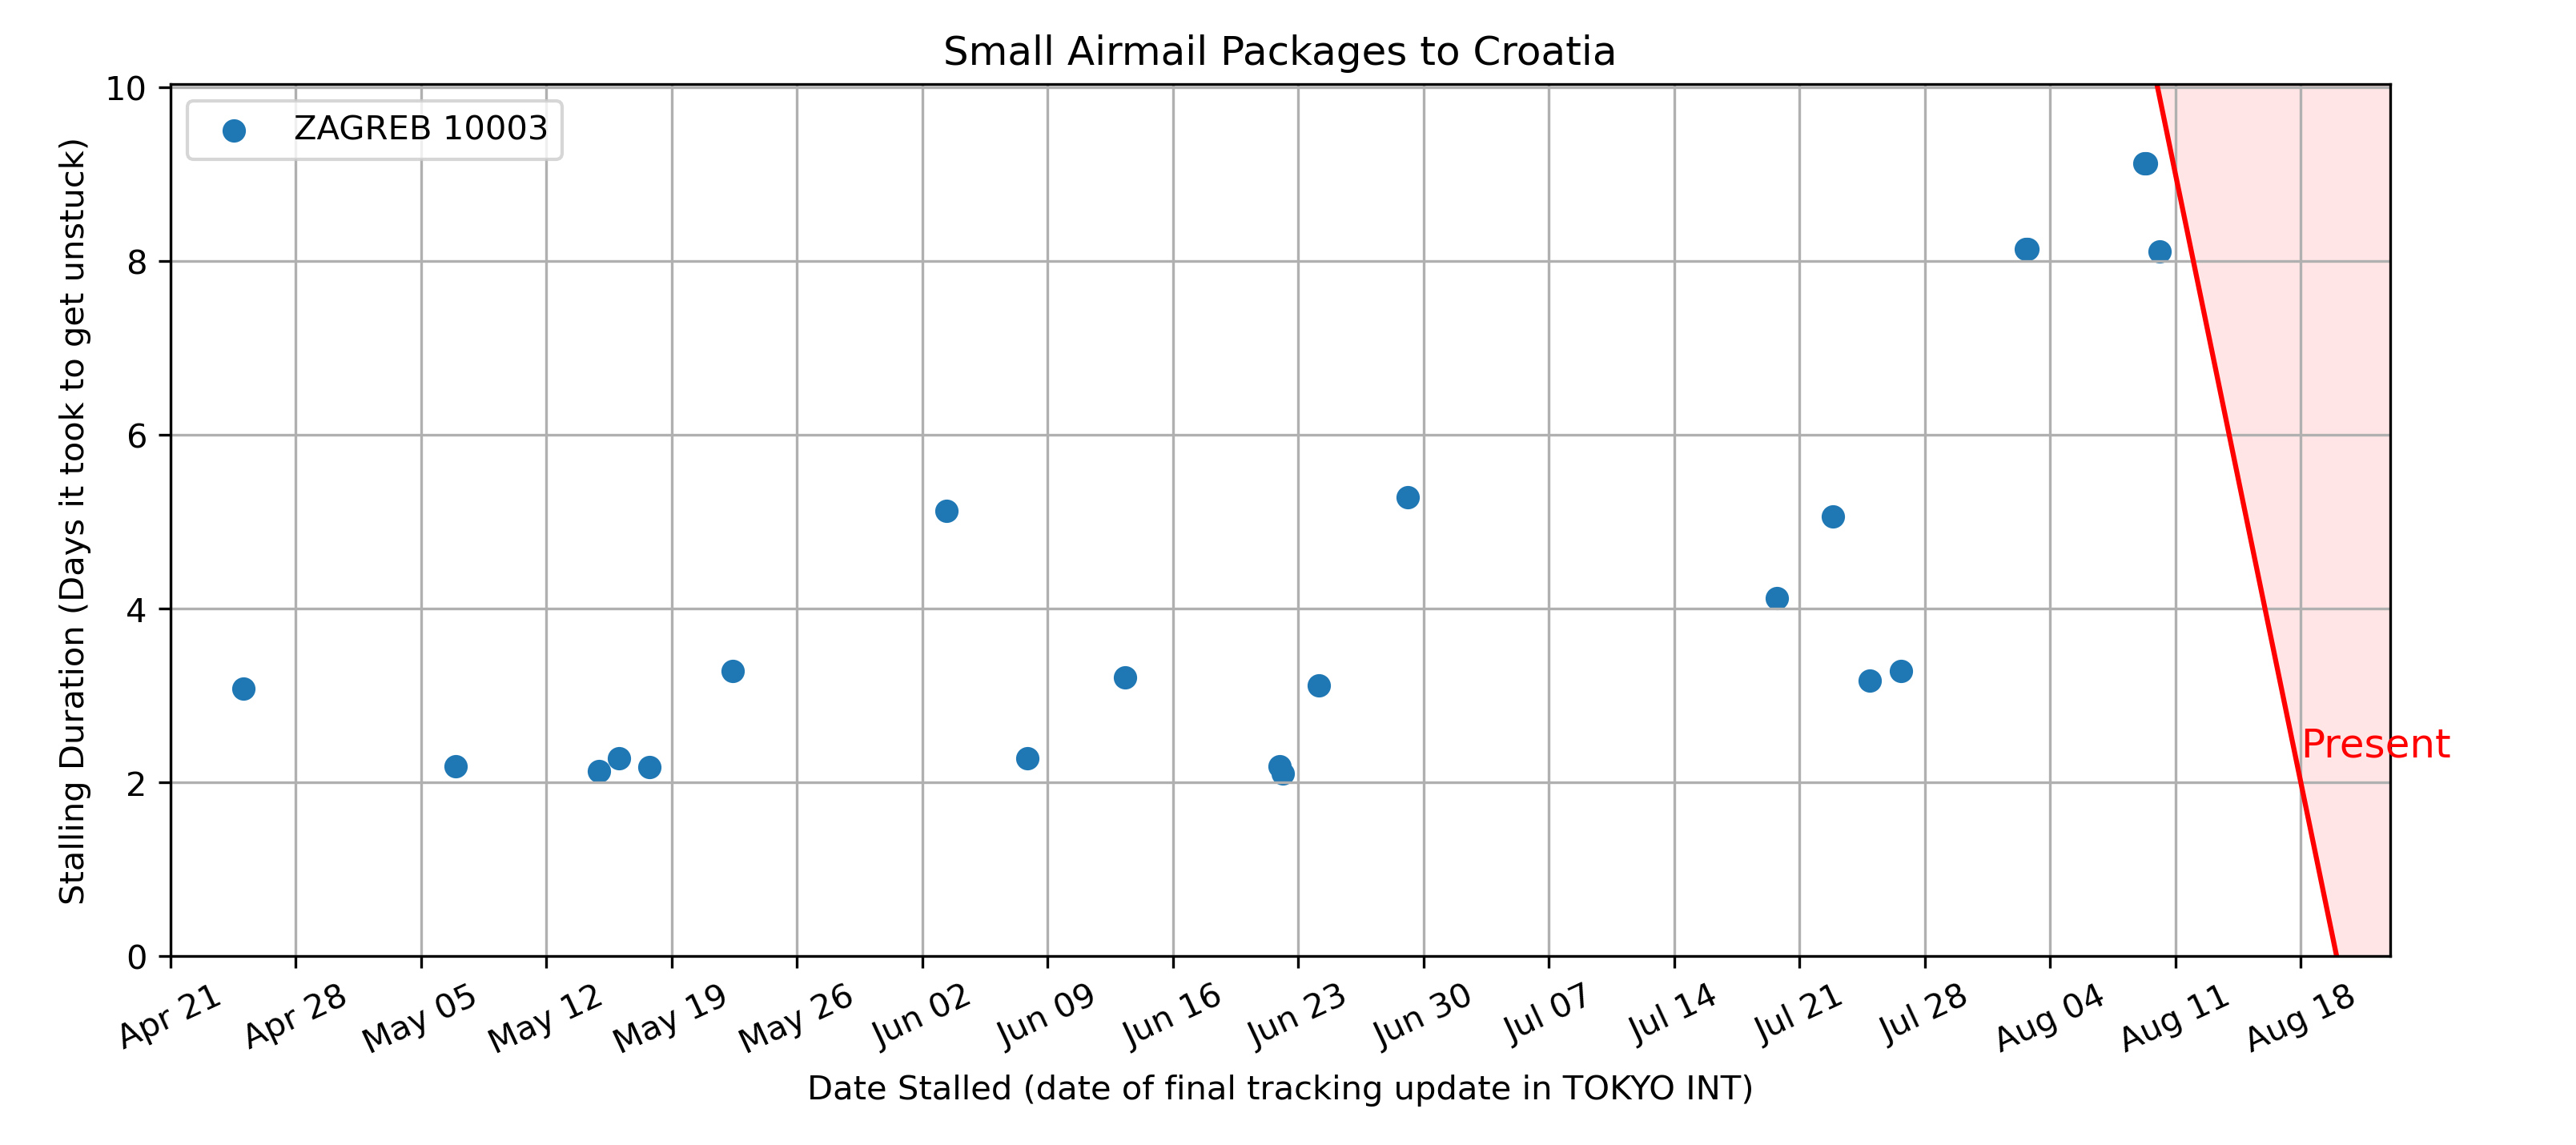 Small Airmail Packages to Croatia
ZAGREB 10003
Stalling Duration (Days it took to get unstuck)
10
8
6
4
2
0
Present
Apr 21
Apr 28
May 05
May 12
May 19
May 26
Jun 02
Jun 09
Jun 16
Jun 23
Jun 30
Jul 07
Jul 14
Jul 21
Jul 28
Aug 04
Aug 11
Aug 18
Date Stalled (date of final tracking update in TOKYO INT)